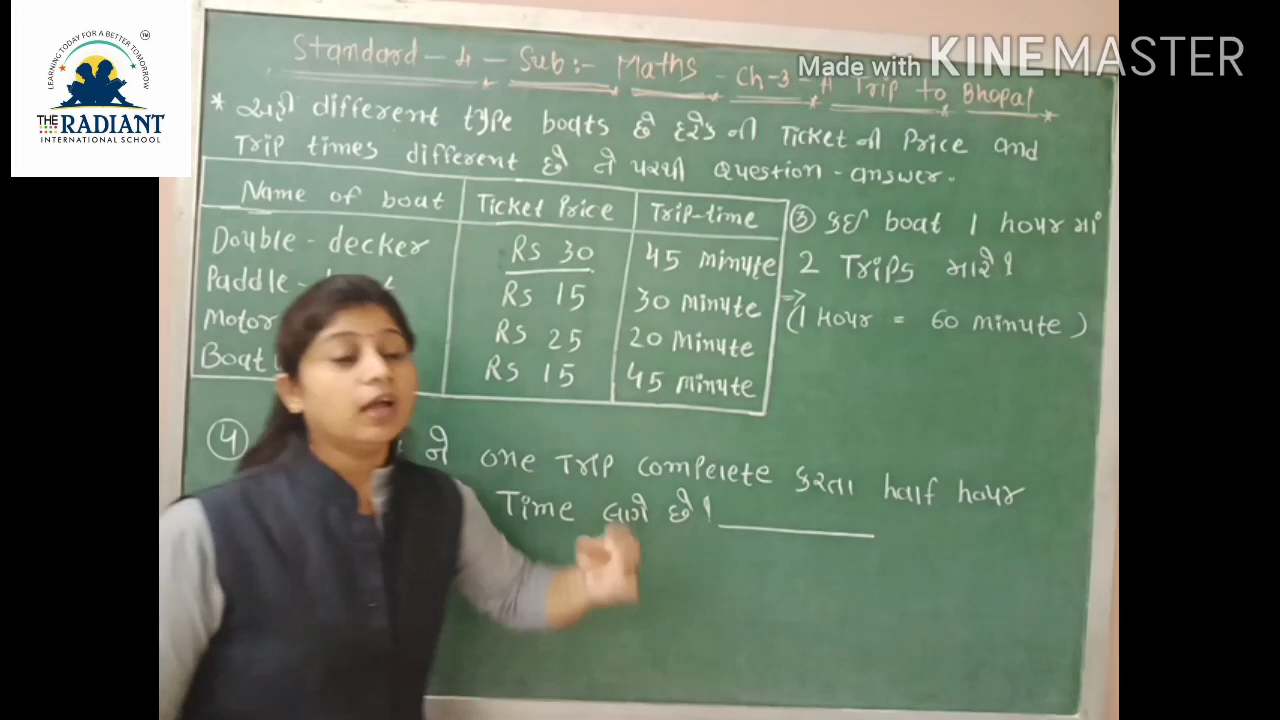 LEARNING TODAY FOR A BETTER TOMORROW
TM
THE RADIANT
INTERNATIONAL SCHOOL
Made with KINEMASTER
Standard - 4 - Sub:- Maths - Ch-3 - A Trip to Bhopal
* અહી different type boats છે દરેક ની Ticket ની Price and
Trip times different છે તે પરથી question - answer.
Name of boat Ticket Price Trip-time
Double - decker Rs 30 45 minute
Paddle - Rs 15 30 minute
Motor Rs 25 20 minute
Boat Rs 15 45 minute
③ કઈ boat 1 hour માં
2 Trips મારે?
=> (1 Hour = 60 minute)
④ ને one Trip compelete કરતા half hour
Time લાગે છે? ________